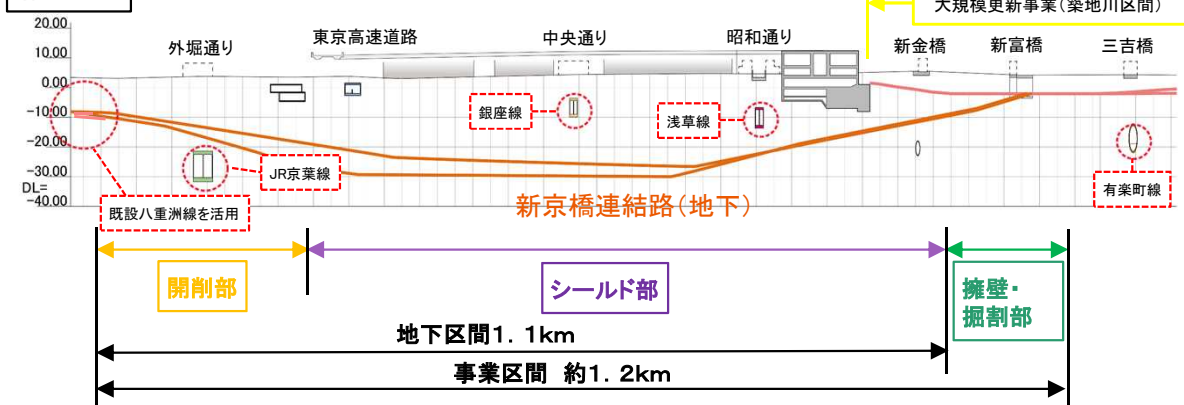 大規模更新事業(築地川区間)
20.00
10.00
0.00
-10.00
-20.00
-30.00
DL=
-40.00
外堀通り
東京高速道路
中央通り
昭和通り
新金橋
新富橋
三吉橋
銀座線
浅草線
JR京葉線
有楽町線
既設八重洲線を活用
新京橋連結路(地下)
開削部
シールド部
擁壁・
掘割部
地下区間1.1km
事業区間 約1.2km